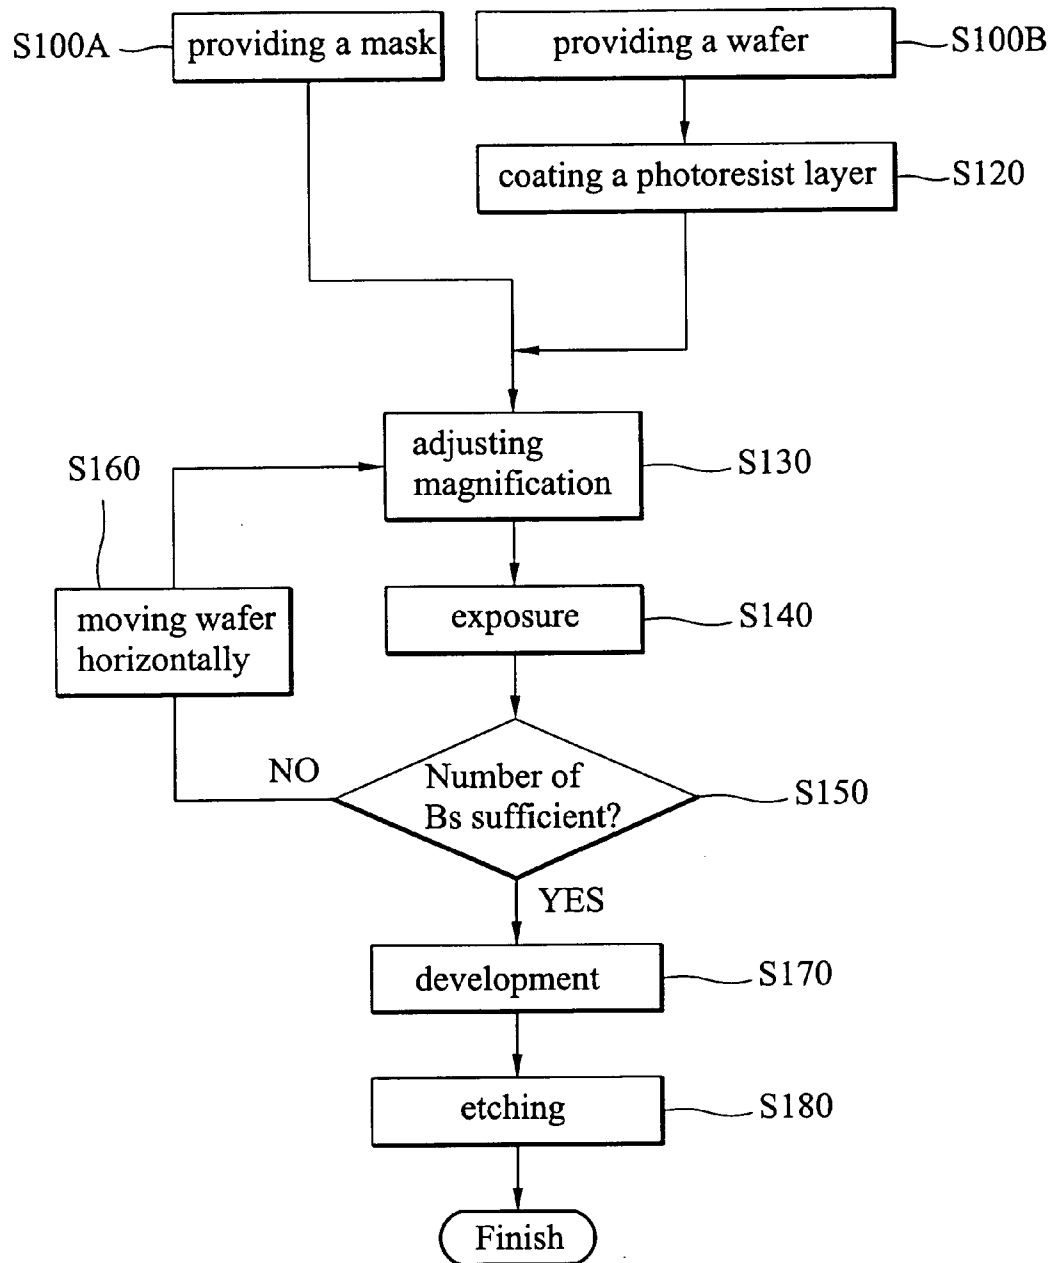 S100A
providing a mask
providing a wafer
S100B
coating a photoresist layer
S120
adjusting
magnification
S130
S160
exposure
S140
moving wafer
horizontally
NO
Number of
Bs sufficient?
S150
YES
development
S170
etching
S180
Finish